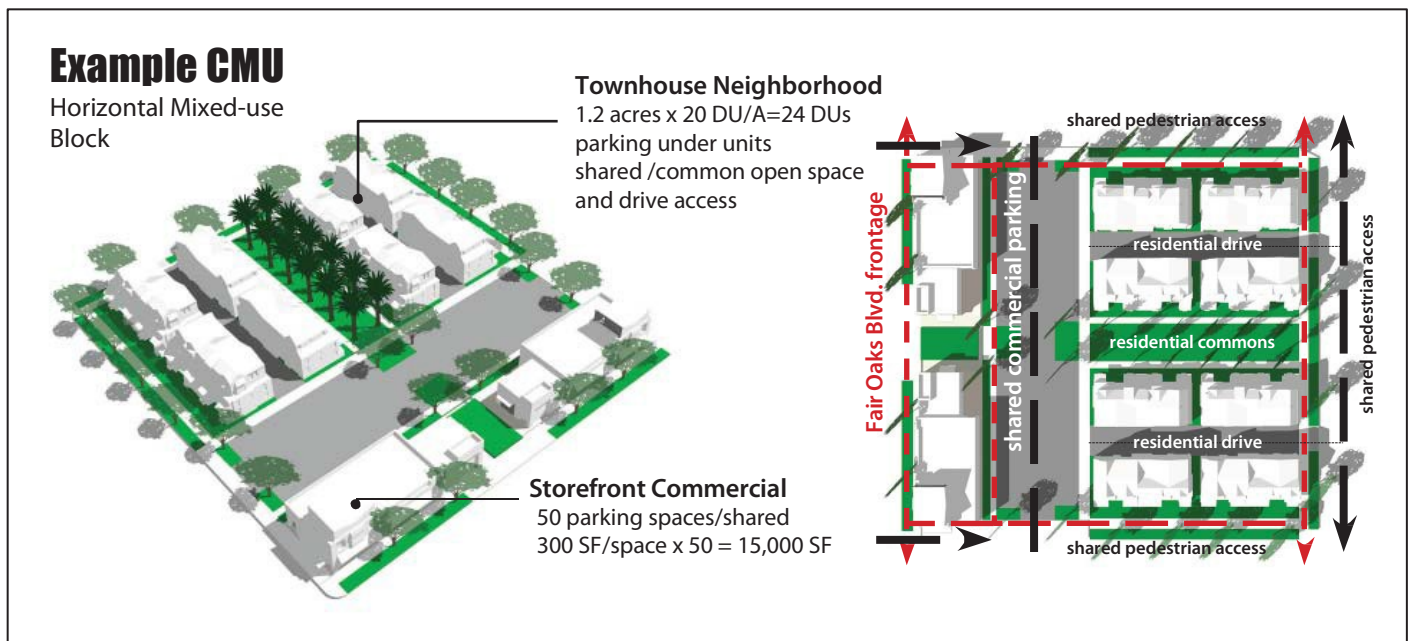 Example CMU
Horizontal Mixed-use
Block
Townhouse Neighborhood
1.2 acres x 20 DU/A=24 DUs
parking under units
shared /common open space
and drive access
Storefront Commercial
50 parking spaces/shared
300 SF/space x 50 = 15,000 SF
shared pedestrian access
Fair Oaks Blvd. frontage
shared commercial parking
residential drive
residential commons
residential drive
shared pedestrian access
shared pedestrian access